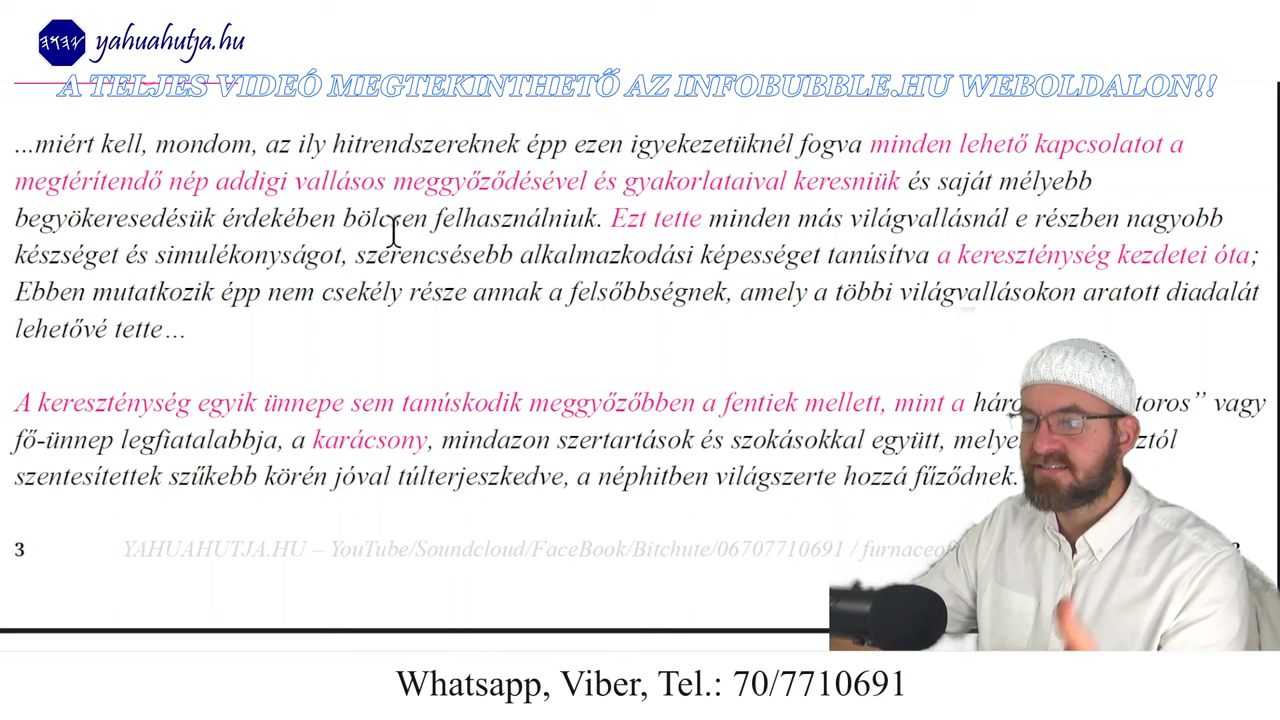 yahuahutja.hu
A TELJES VIDEÓ MEGTEKINTHETŐ AZ INFOBUBBLE.HU WEBOLDALON!!
...miért kell, mondom, az ily hitrendszereknek épp ezen igyekezetüknél fogva minden lehető kapcsolatot a
megtérítendő nép addigi vallásos meggyőződésével és gyakorlataival keresniük és saját mélyebb
begyökeresedésük érdekében bölcsen felhasználniuk. Ezt tette minden más világvallásnál e részben nagyobb
készséget és simulékonyságot, szerencsésebb alkalmazkodási képességet tanúsítva a kereszténység kezdetei óta;
Ebben mutatkozik épp nem csekély része annak a felsőbbségnek, amely a többi világvallásokon aratott diadalát
lehetővé tette…
A kereszténység egyik ünnepe sem tanúskodik meggyőzőbben a fentiek mellett, mint a toros” vagy
fő-ünnep legfiatalabbja, a karácsony, mindazon szertartások és szokásokkal együtt,
szentesítettek szűkebb körén jóval túlterjeszkedve, a néphitben világszerte hozzá fűződnek.
3 YAHUAHUTJA.HU – YouTube/Soundcloud/FaceBook/Bitchute/06707710691 /
Whatsapp, Viber, Tel.: 70/7710691